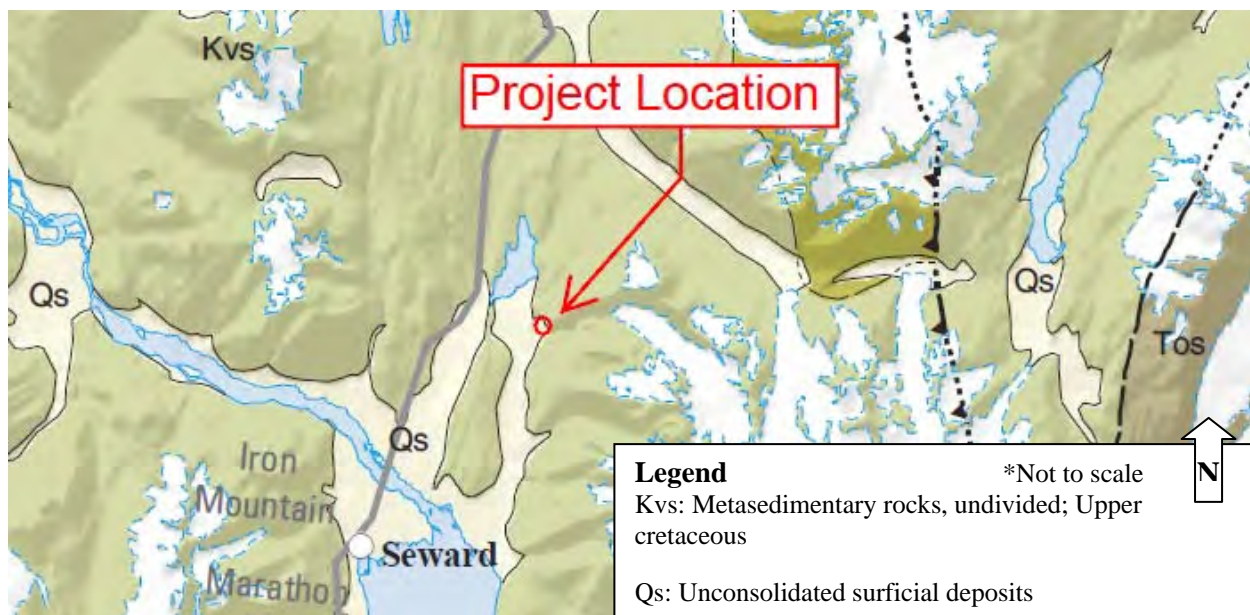 Kvs
Project Location
Qs
Qs
Tos
Qs
Iron
Mountain
Seward
Marathon
Legend
*Not to scale
N
Kvs: Metasedimentary rocks, undivided; Upper
cretaceous
Qs: Unconsolidated surficial deposits